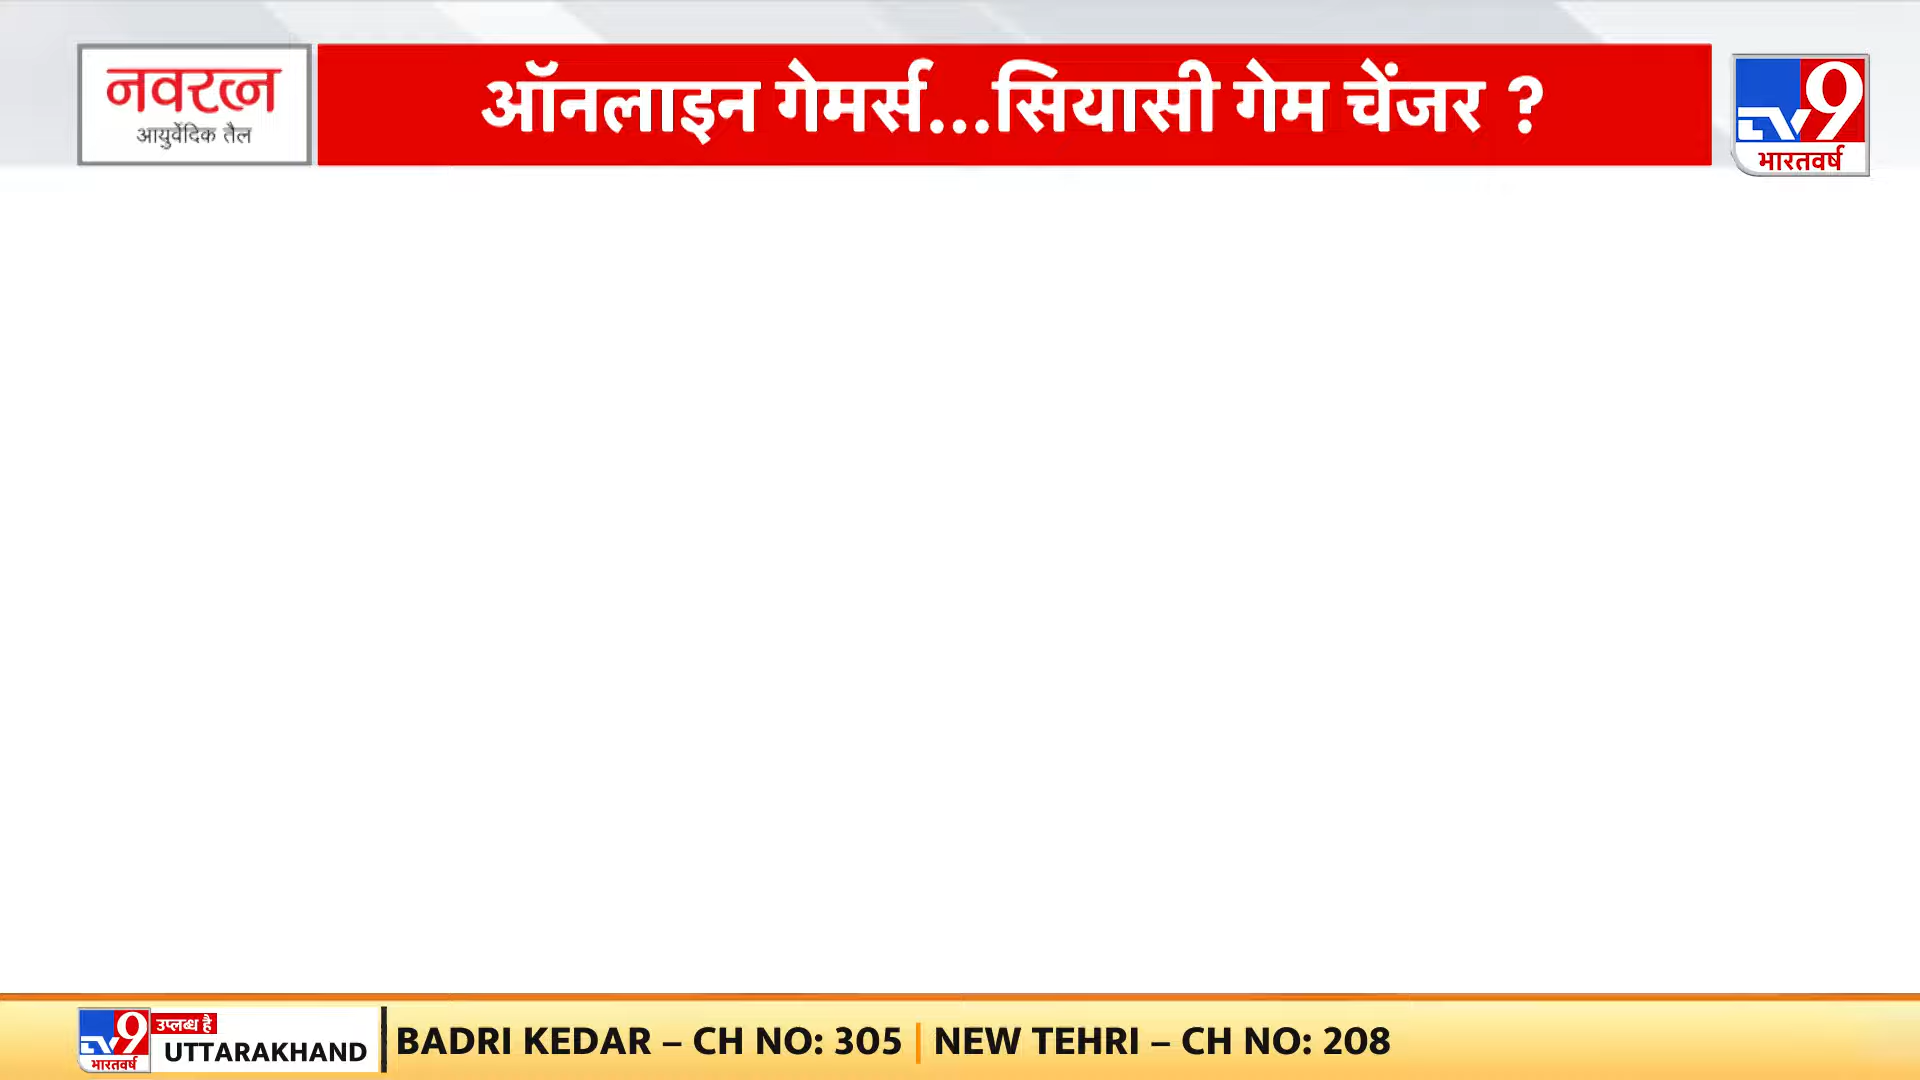 नवरत्न
आयुर्वेदिक तैल
ऑनलाइन गेमर्स...सियासी गेम चेंजर ?
TV9
भारतवर्ष
TV9
भारतवर्ष
उपलब्ध है
UTTARAKHAND
BADRI KEDAR – CH NO: 305 | NEW TEHRI – CH NO: 208